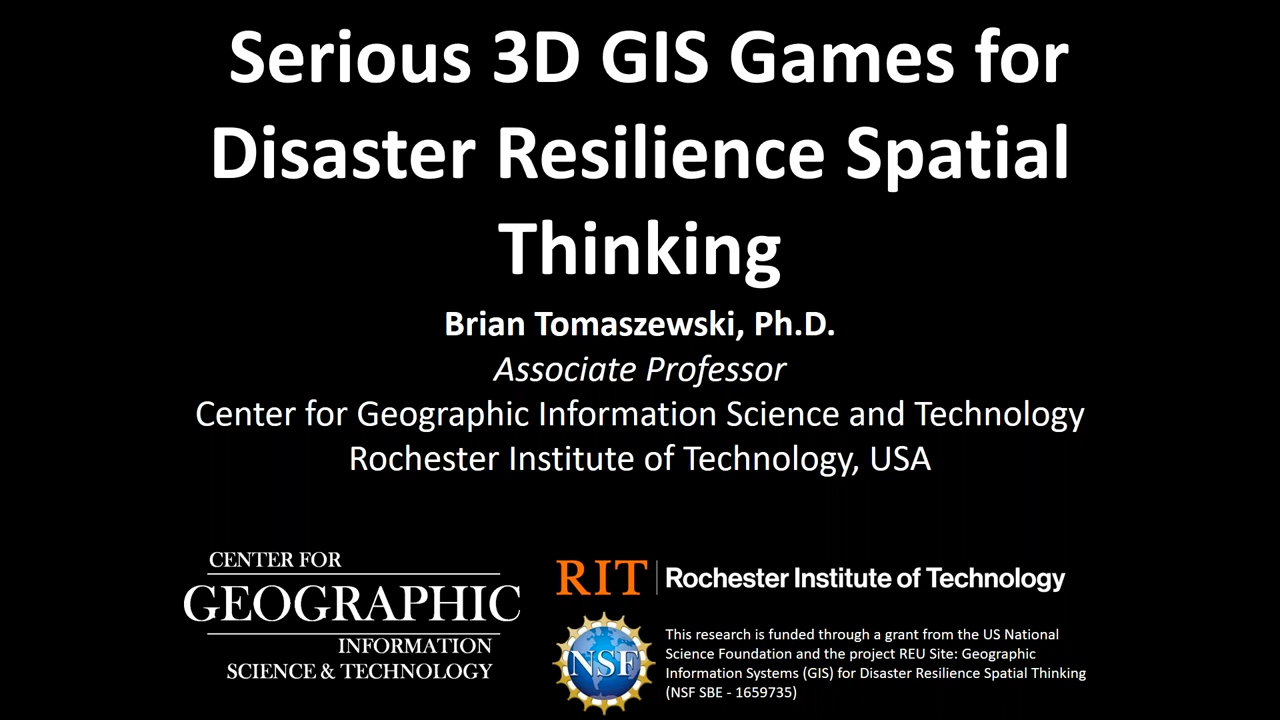 Serious 3D GIS Games for
Disaster Resilience Spatial
Thinking
Brian Tomaszewski, Ph.D.
Associate Professor
Center for Geographic Information Science and Technology
Rochester Institute of Technology, USA
CENTER FOR
GEOGRAPHIC
INFORMATION
SCIENCE & TECHNOLOGY
RIT | Rochester Institute of Technology
NSF
This research is funded through a grant from the US National
Science Foundation and the project REU Site: Geographic
Information Systems (GIS) for Disaster Resilience Spatial Thinking
(NSF SBE - 1659735)